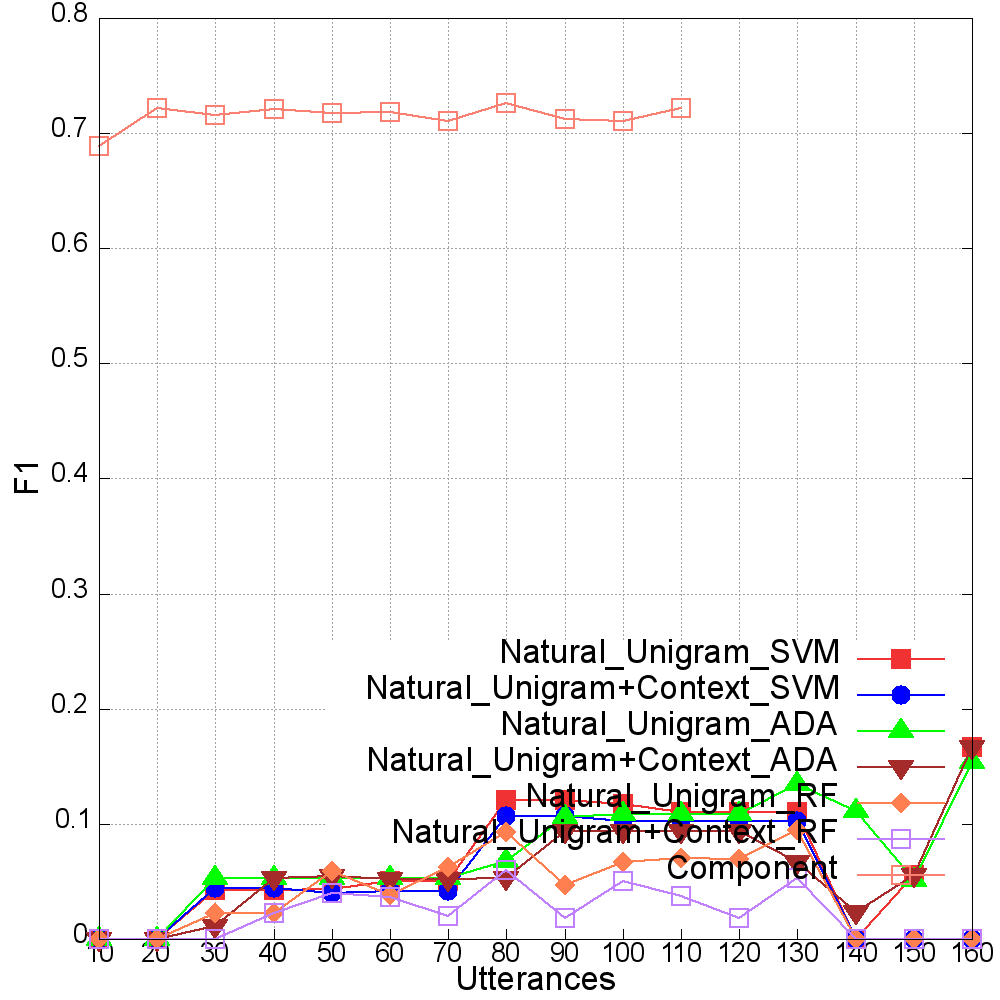 0.8
0.7
0.6
0.5
0.4
0.3
0.2
0.1
0
F1
Natural_Unigram_SVM
Natural_Unigram+Context_SVM
Natural_Unigram_ADA
Natural_Unigram+Context_ADA
Natural_Unigram_RF
Natural_Unigram+Context_RF
Component
10 20 30 40 50 60 70 80 90 100 110 120 130 140 150 160
Utterances